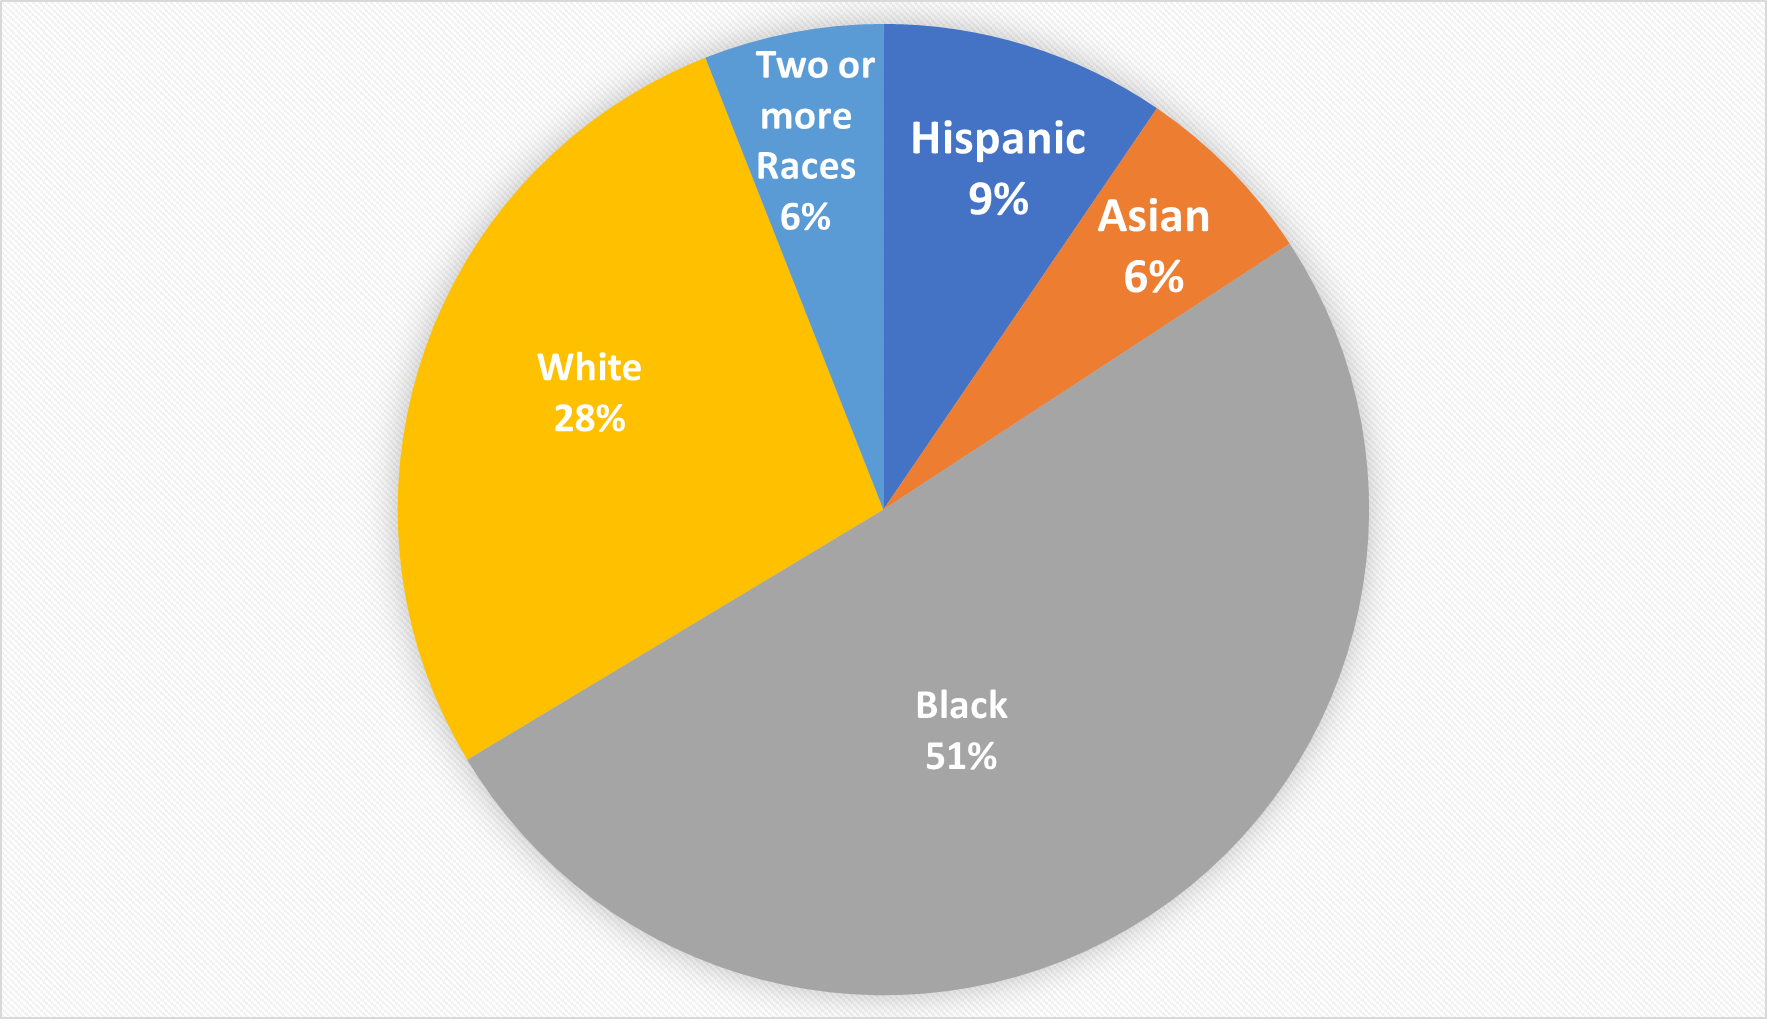 Two or
more
Races
6%
Hispanic
9%
Asian
6%
White
28%
Black
51%